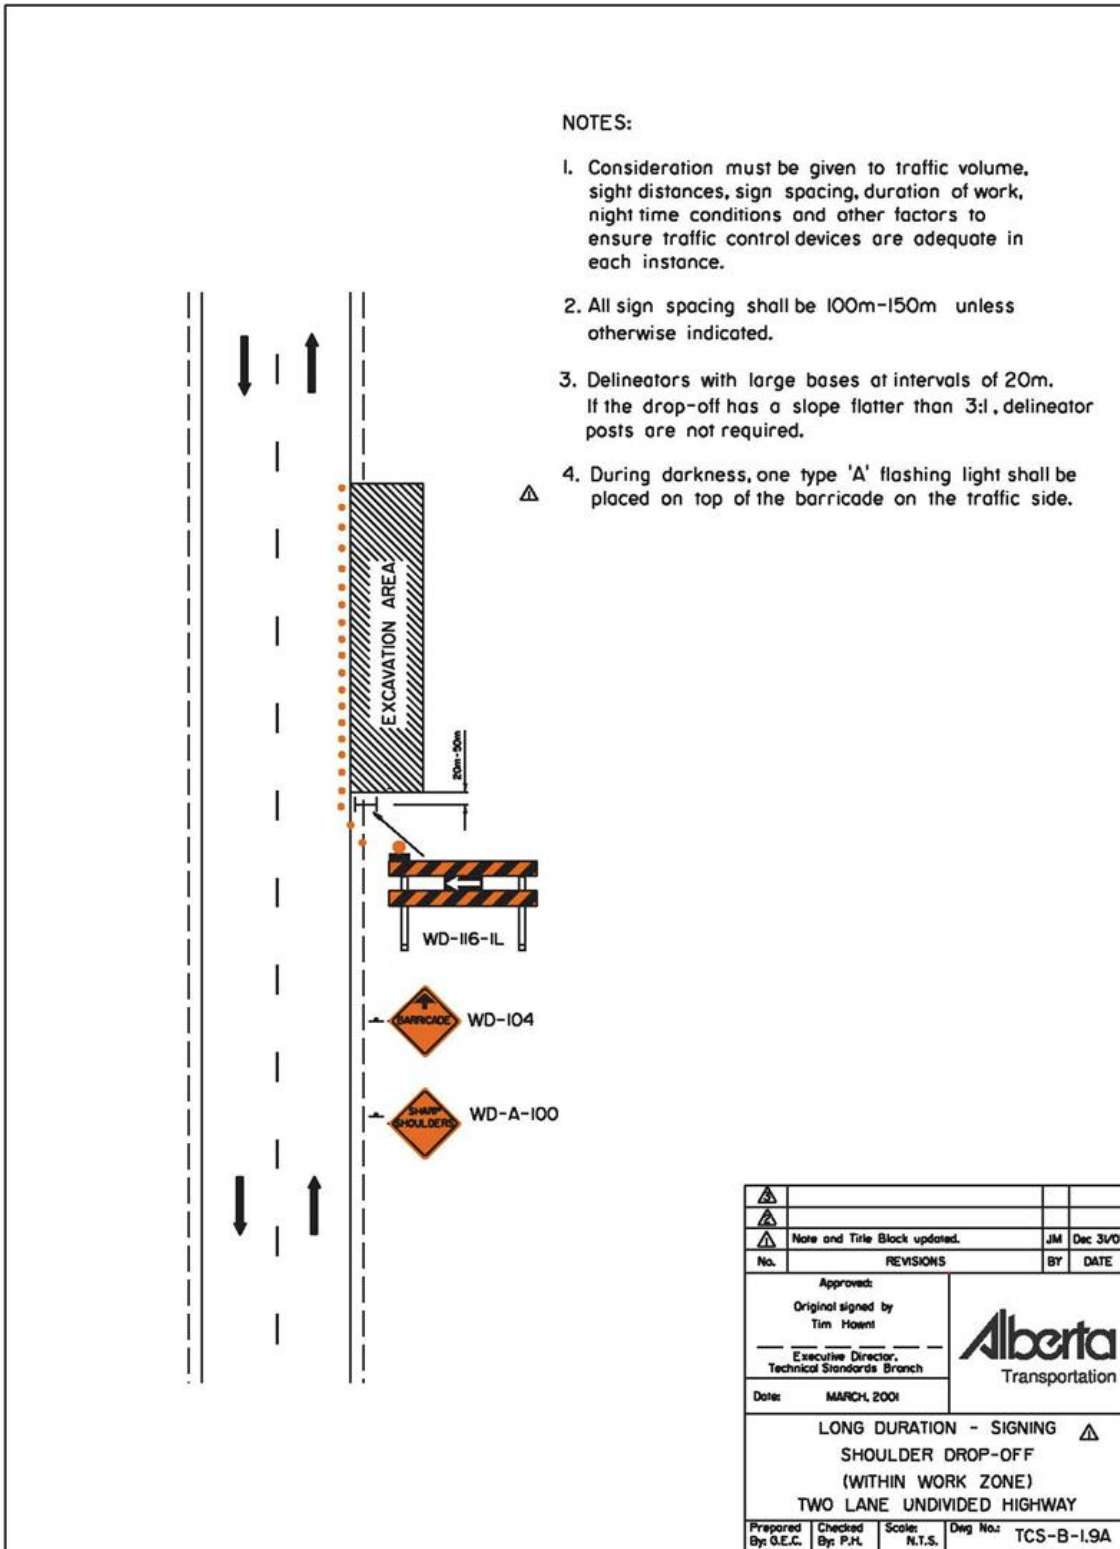 NOTES:
1. Consideration must be given to traffic volume,
sight distances, sign spacing, duration of work,
night time conditions and other factors to
ensure traffic control devices are adequate in
each instance.
2. All sign spacing shall be 100m-150m unless
otherwise indicated.
3. Delineators with large bases at intervals of 20m.
If the drop-off has a slope flatter than 3:1, delineator
posts are not required.
1
4. During darkness, one type 'A' flashing light shall be
placed on top of the barricade on the traffic side.
EXCAVATION AREA
20m-50m
WD-116-1L
BARRICADE
WD-104
SHARP
SHOULDERS
WD-A-100
3
2
1 Note and Title Block updated. JM Dec 31/0
No. REVISIONS BY DATE
Approved:
Original signed by
Tim
Executive Director,
Technical Standards Branch
Date: MARCH, 2001
Alberta
Transportation
LONG DURATION - SIGNING 1
SHOULDER DROP-OFF
(WITHIN WORK ZONE)
TWO LANE UNDIVIDED HIGHWAY
Prepared By: G.E.C. Checked By: P.H. Scale: N.T.S. Dwg No.: TCS-B-1.9A